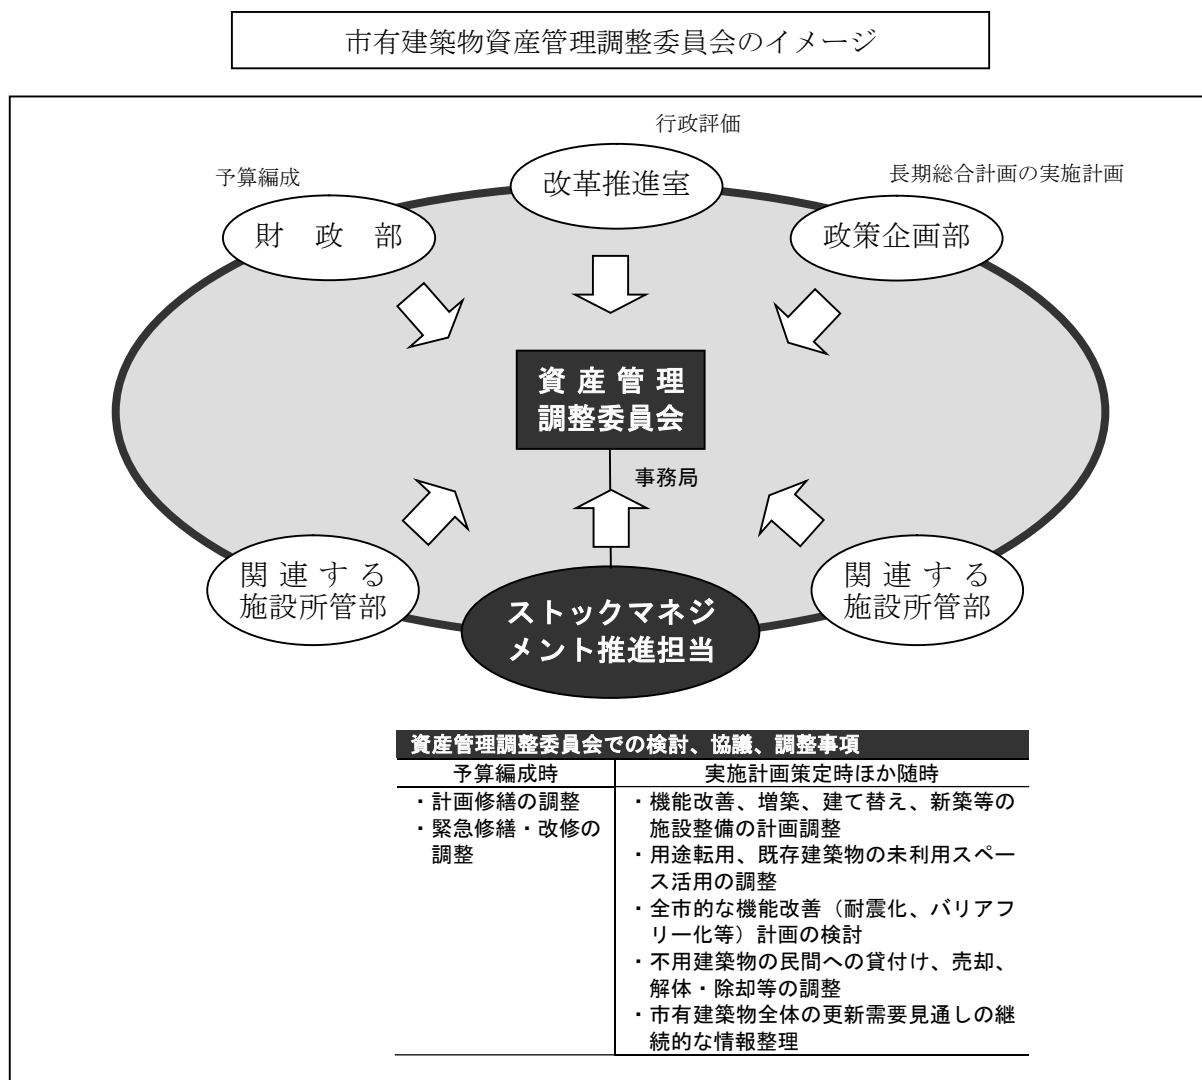 市有建築物資産管理調整委員会のイメージ
行政評価
予算編成
長期総合計画の実施計画
改革推進室
財　政　部
政策企画部
資 産 管 理
調整委員会
事務局
関 連 す る
施設所管部
ストックマネジ
メント推進担当
関 連 す る
施設所管部
資産管理調整委員会での検討、協議、調整事項
予算編成時
・計画修繕の調整
・緊急修繕・改修の
調整
実施計画策定時ほか随時
・機能改善、増築、建て替え、新築等の
施設整備の計画調整
・用途転用、既存建築物の未利用スペー
ス活用の調整
・全市的な機能改善（耐震化、バリアフ
リー化等）計画の検討
・不用建築物の民間への貸付け、売却、
解体・除却等の調整
・市有建築物全体の更新需要見通しの継
続的な情報整理